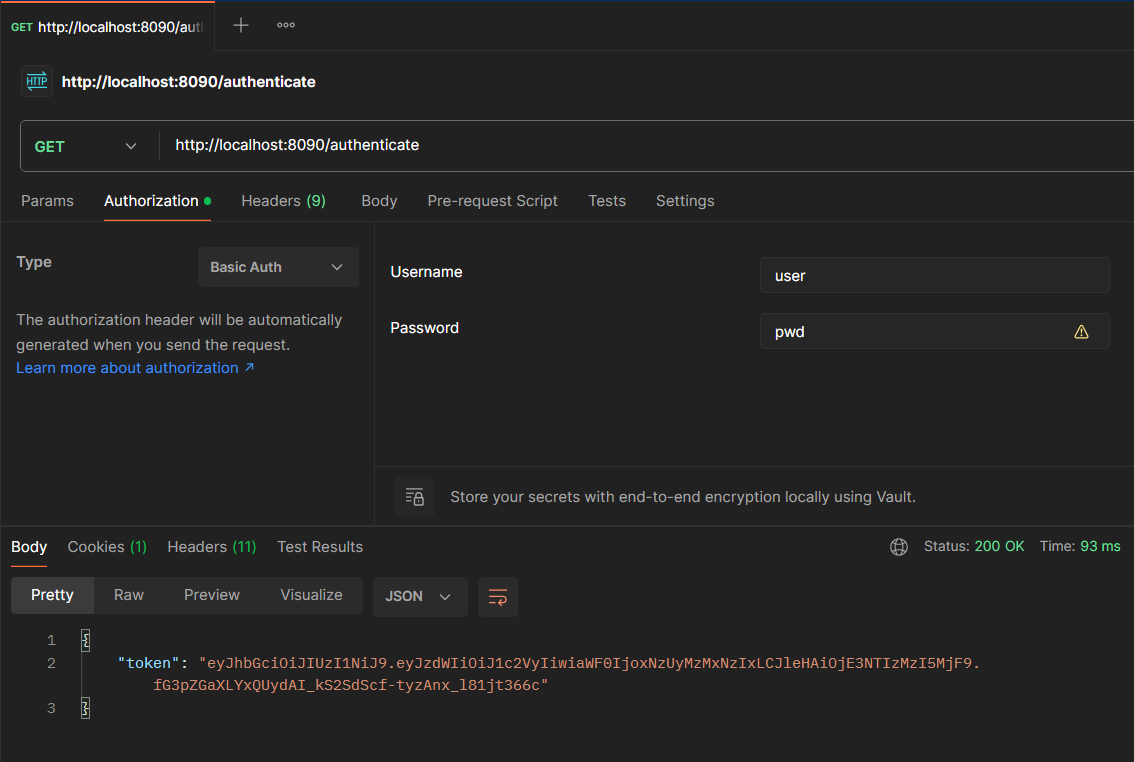 GET http://localhost:8090/aut
http://localhost:8090/authenticate
GET http://localhost:8090/authenticate
Params Authorization Headers (9) Body Pre-request Script Tests Settings
Type Basic Auth
The authorization header will be automatically
generated when you send the request.
Learn more about authorization ↗
Username user
Password pwd
Store your secrets with end-to-end encryption locally using Vault.
Body Cookies (1) Headers (11) Test Results Status: 200 OK Time: 93 ms
Pretty Raw Preview Visualize JSON
1 {
2 "token": "eyJhbGciOiJIUzI1NiJ9.eyJzdWIiOiJ1c2VyIiwiaWF0IjoxNzUyMzMxNzIxLCJleHAiOjE3NTIzMzI5MjF9.
fG3pZGaXLYxQUydAI_kS2SdScf-tyzAnx_l81jt366c"
3 }